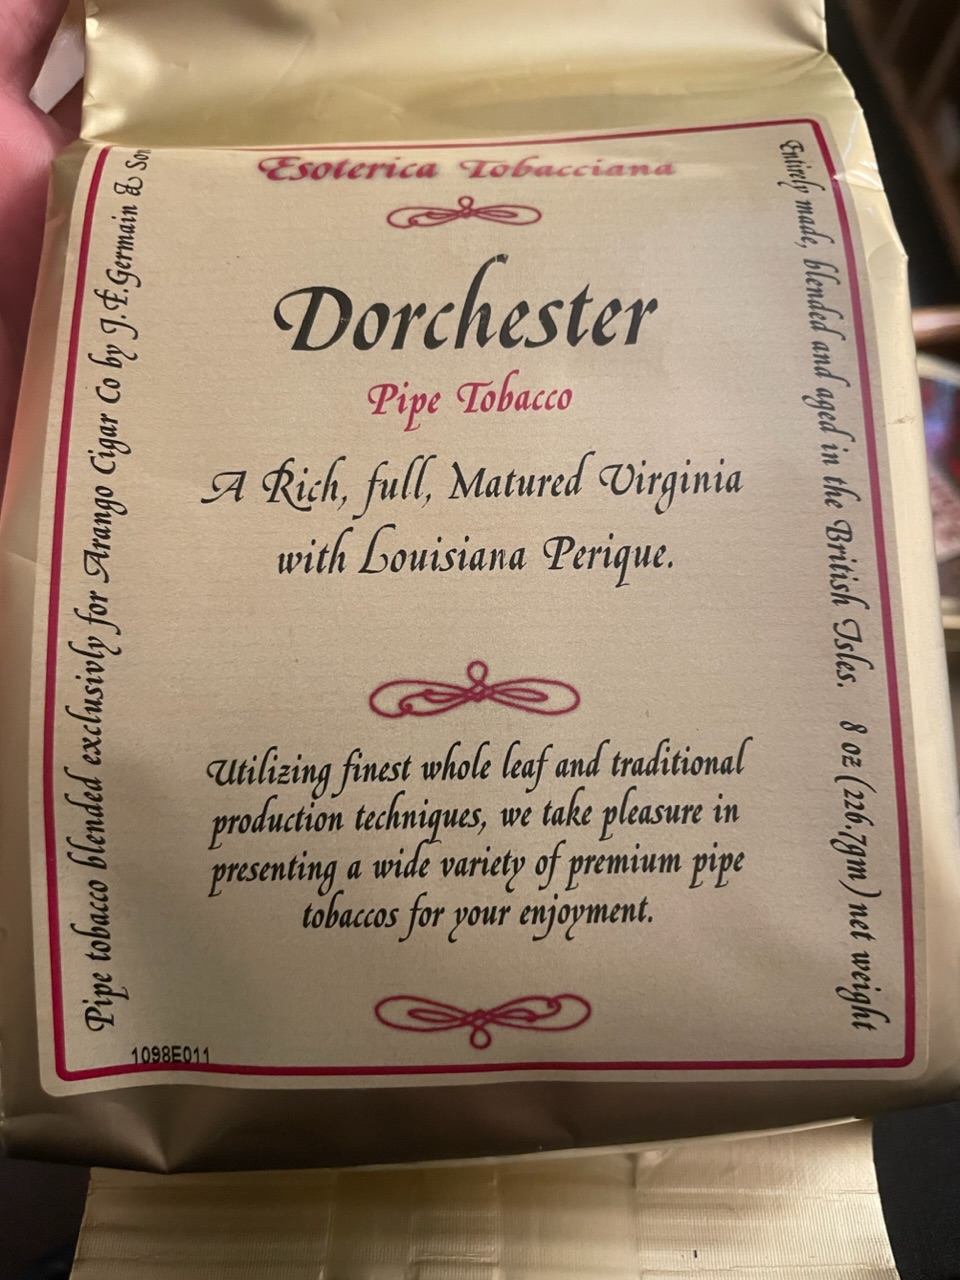 Esoterica Tobacciana
Dorchester
Pipe Tobacco
A Rich, full, Matured Virginia
with Louisiana Perique.
Utilizing finest whole leaf and traditional
production techniques, we take pleasure in
presenting a wide variety of premium pipe
tobaccos for your enjoyment.
Pipe tobacco blended exclusivly for Arango Cigar Co by J.F.Germain & Son
Entirely made, blended and aged in the British Isles. 8 oz (226.7gm) net weight
1098E011